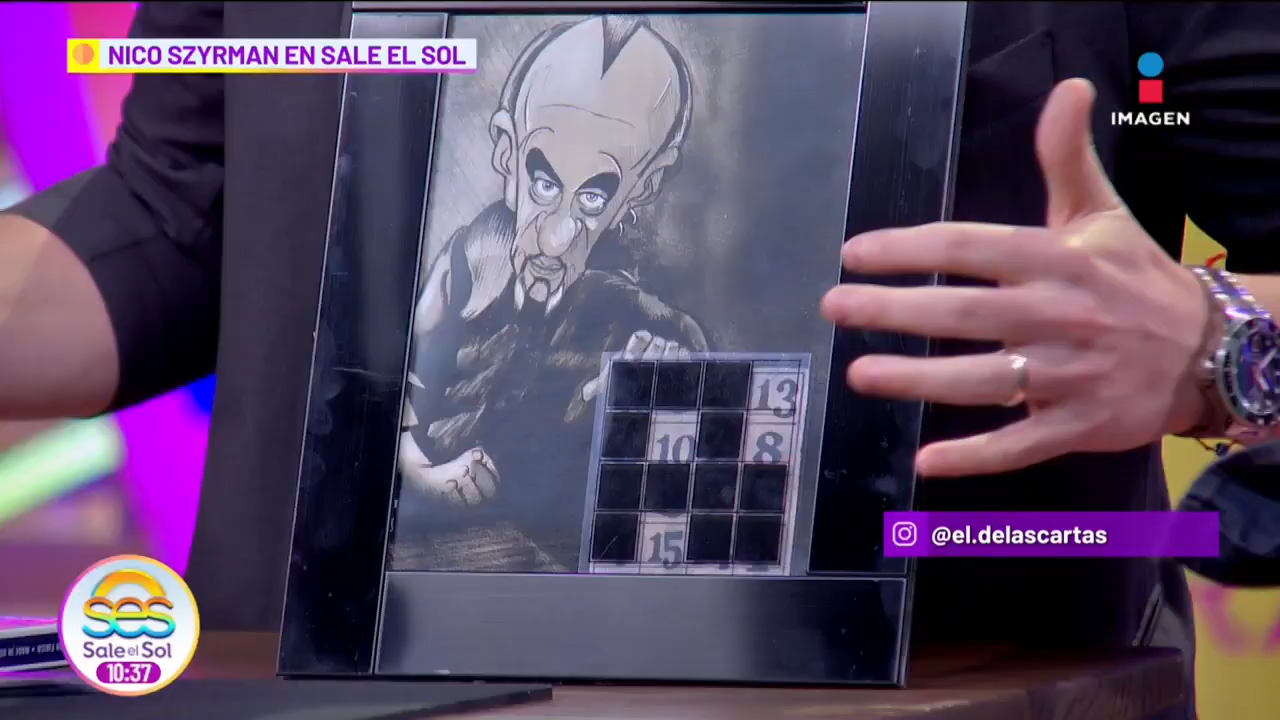 NICO SZYRMAN EN SALE EL SOL
IMAGEN
13
10 8
15
@el.delascartas
ses
Sale el Sol
10:37